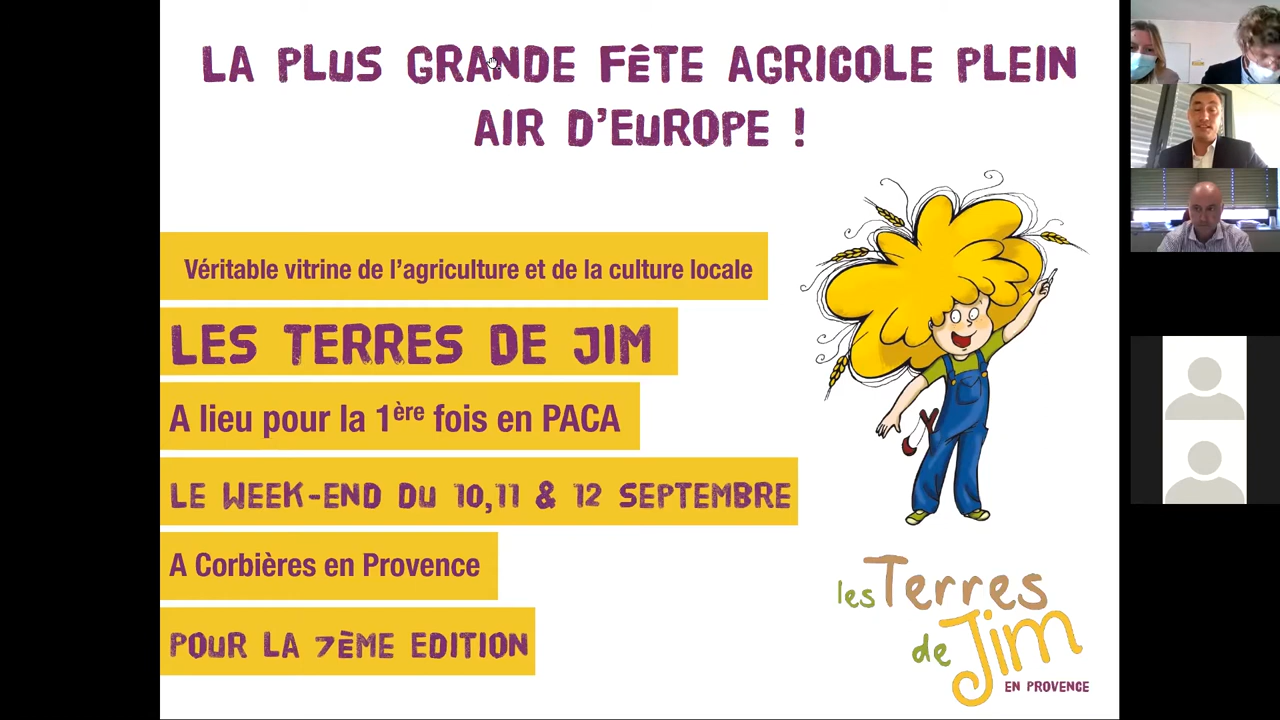 LA PLUS GRANDE FÊTE AGRICOLE PLEIN
AIR D'EUROPE !
Véritable vitrine de l'agriculture et de la culture locale
LES TERRES DE JIM
A lieu pour la 1ère fois en PACA
LE WEEK-END DU 10,11 & 12 SEPTEMBRE
A Corbières en Provence
POUR LA 7ÈME EDITION
les Terres
de Jim
EN PROVENCE